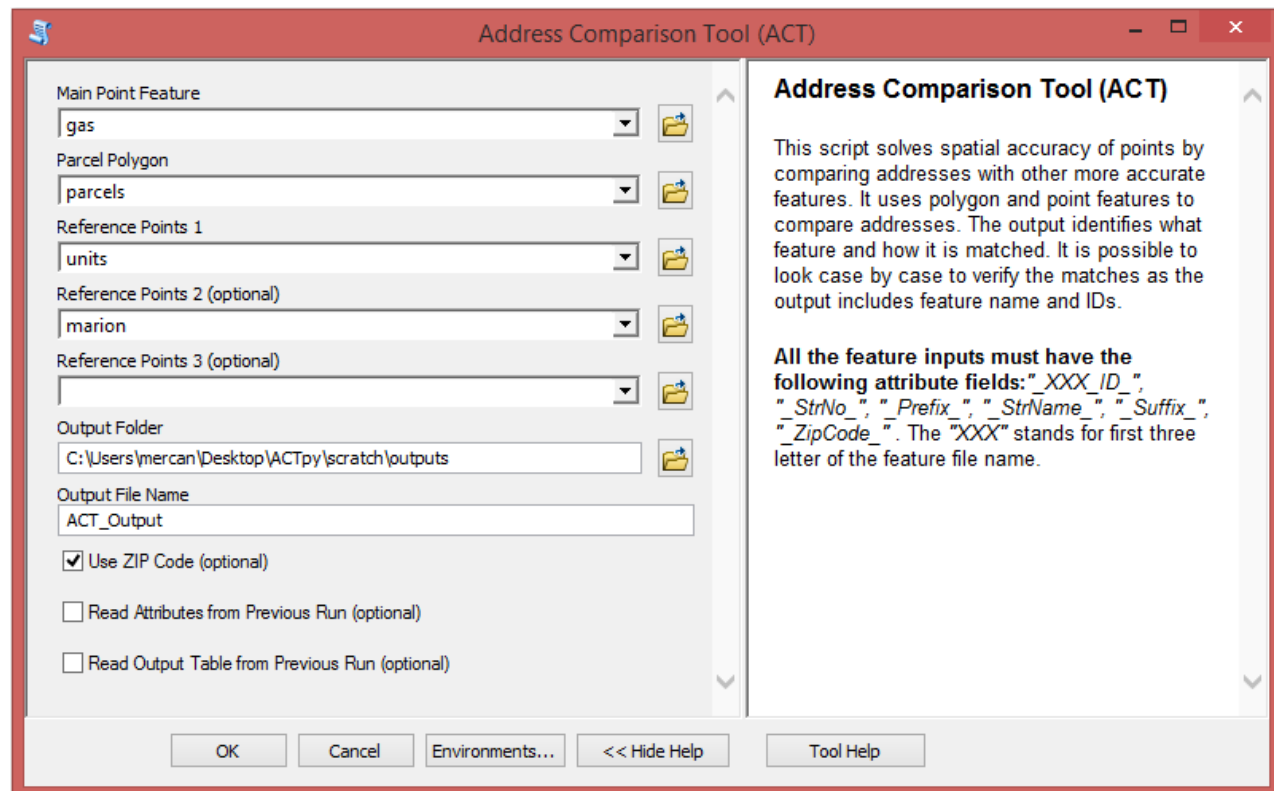 Address Comparison Tool (ACT)
Main Point Feature
gas
Parcel Polygon
parcels
Reference Points 1
units
Reference Points 2 (optional)
marion
Reference Points 3 (optional)
Output Folder
C:\Users\mercan\Desktop\ACTpy\scratch\outputs
Output File Name
ACT_Output
Use ZIP Code (optional)
Read Attributes from Previous Run (optional)
Read Output Table from Previous Run (optional)
Address Comparison Tool (ACT)
This script solves spatial accuracy of points by
comparing addresses with other more accurate
features. It uses polygon and point features to
compare addresses. The output identifies what
feature and how it is matched. It is possible to
look case by case to verify the matches as the
output includes feature name and IDs.
All the feature inputs must have the
following attribute fields:"_XXX_ID_",
"_StrNo_", "_Prefix_", "_StrName_", "_Suffix_",
"_ZipCode_" . The "XXX" stands for first three
letter of the feature file name.
OK
Cancel
Environments...
<< Hide Help
Tool Help